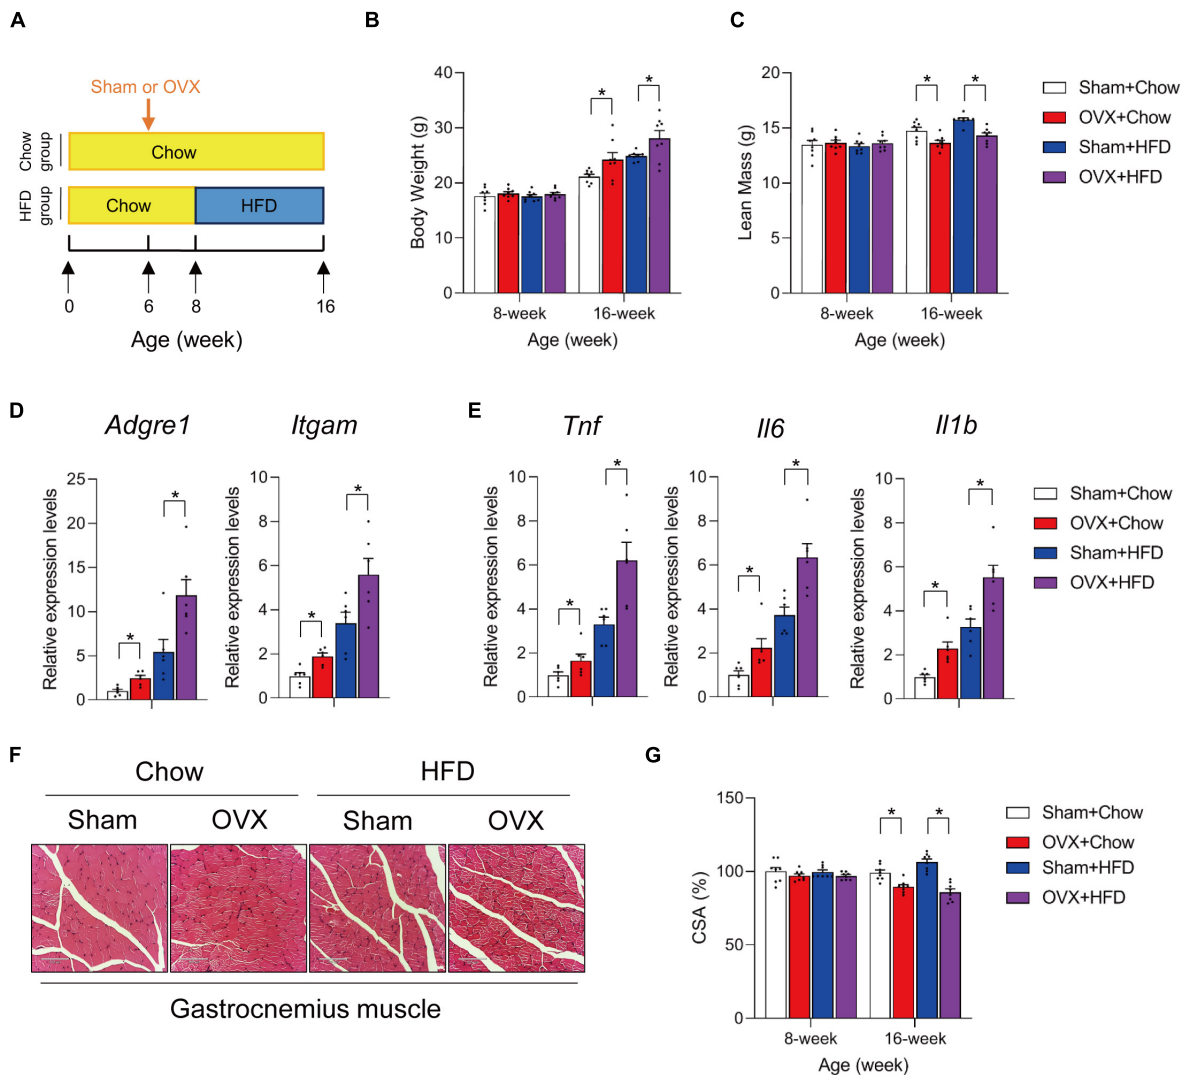 A
Sham or OVX
Chow group
Chow
HFD group
Chow HFD
0 6 8 16
Age (week)
B
Body Weight (g)
40
30
20
10
0
* *
8-week 16-week
Age (week)
C
Lean Mass (g)
20
15
10
5
0
* *
8-week 16-week
Age (week)
Sham+Chow
OVX+Chow
Sham+HFD
OVX+HFD
D
Adgre1
Relative expression levels
25
20
15
10
5
0
* *
Itgam
Relative expression levels
10
8
6
4
2
0
* *
E
Tnf
Relative expression levels
10
8
6
4
2
0
* *
Il6
Relative expression levels
10
8
6
4
2
0
* *
Il1b
Relative expression levels
10
8
6
4
2
0
* *
Sham+Chow
OVX+Chow
Sham+HFD
OVX+HFD
F
Chow HFD
Sham OVX Sham OVX
Gastrocnemius muscle
G
CSA (%)
150
100
50
0
* *
8-week 16-week
Age (week)
Sham+Chow
OVX+Chow
Sham+HFD
OVX+HFD